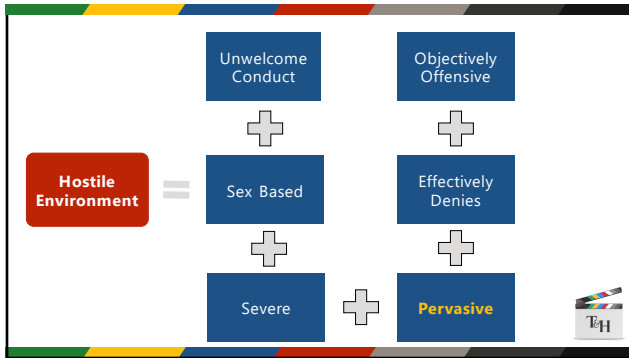 Unwelcome
Conduct
Objectively
Offensive
Hostile
Environment
=
Sex Based
Effectively
Denies
Severe
Pervasive
T&H